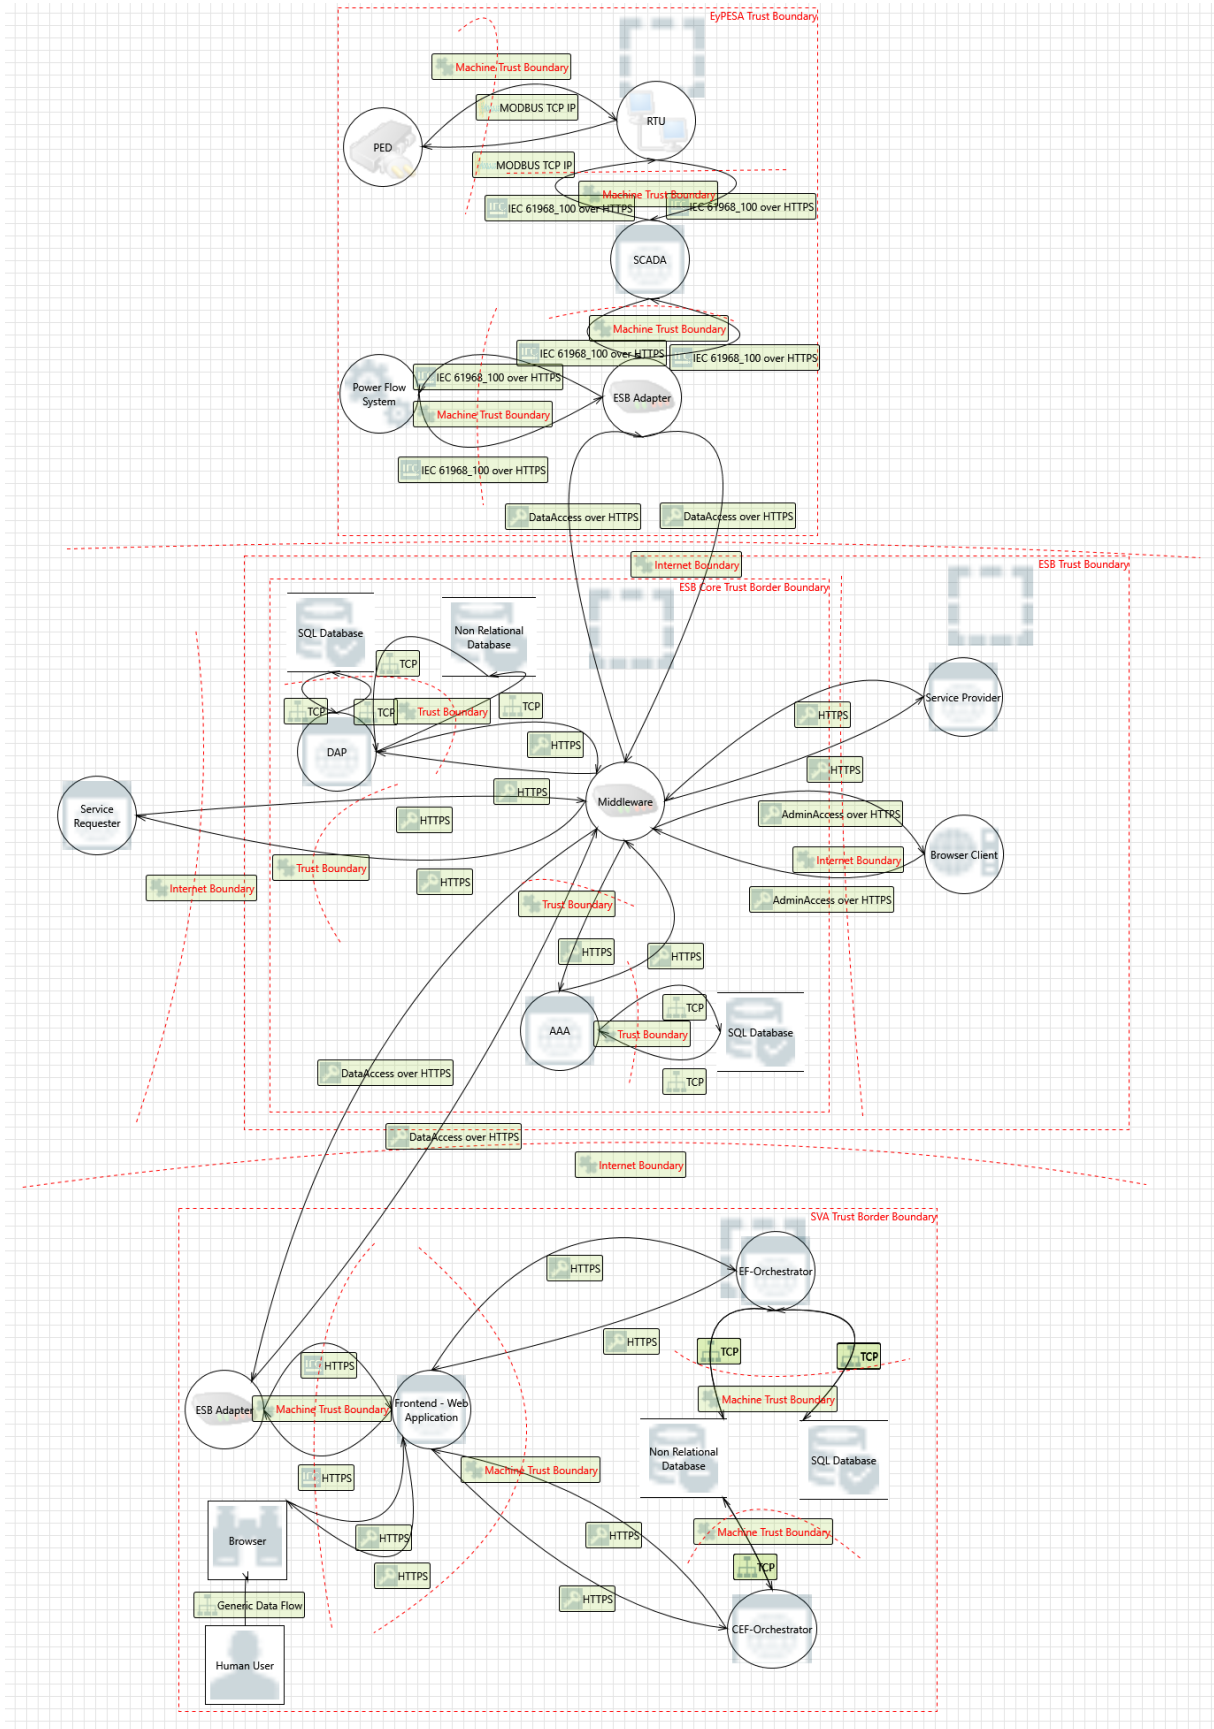 EyPESA Trust Boundary
Machine Trust Boundary
MODBUS TCP IP
RTU
PED
MODBUS TCP IP
Machine Trust Boundary
IEC 61968_100 over HTTPS
IEC 61968_100 over HTTPS
SCADA
Machine Trust Boundary
IEC 61968_100 over HTTPS
IEC 61968_100 over HTTPS
IEC 61968_100 over HTTPS
Power Flow
System
ESB Adapter
Machine Trust Boundary
IEC 61968_100 over HTTPS
DataAccess over HTTPS
DataAccess over HTTPS
Internet Boundary
ESB Trust Boundary
ESB Core Trust Border Boundary
SQL Database
Non Relational
Database
TCP
TCP
TCP
Trust Boundary
TCP
Service Provider
HTTPS
DAP
HTTPS
HTTPS
HTTPS
Middleware
Service
Requester
HTTPS
AdminAccess over HTTPS
Browser Client
Internet Boundary
Trust Boundary
HTTPS
Internet Boundary
AdminAccess over HTTPS
Trust Boundary
HTTPS
HTTPS
TCP
AAA
Trust Boundary
SQL Database
DataAccess over HTTPS
TCP
DataAccess over HTTPS
Internet Boundary
SVA Trust Border Boundary
HTTPS
EF-Orchestrator
HTTPS
TCP
TCP
HTTPS
Machine Trust Boundary
ESB Adapter
Machine Trust Boundary
Frontend - Web
Application
Non Relational
Database
SQL Database
Machine Trust Boundary
HTTPS
Browser
HTTPS
HTTPS
Machine Trust Boundary
TCP
HTTPS
HTTPS
Generic Data Flow
CEF-Orchestrator
Human User